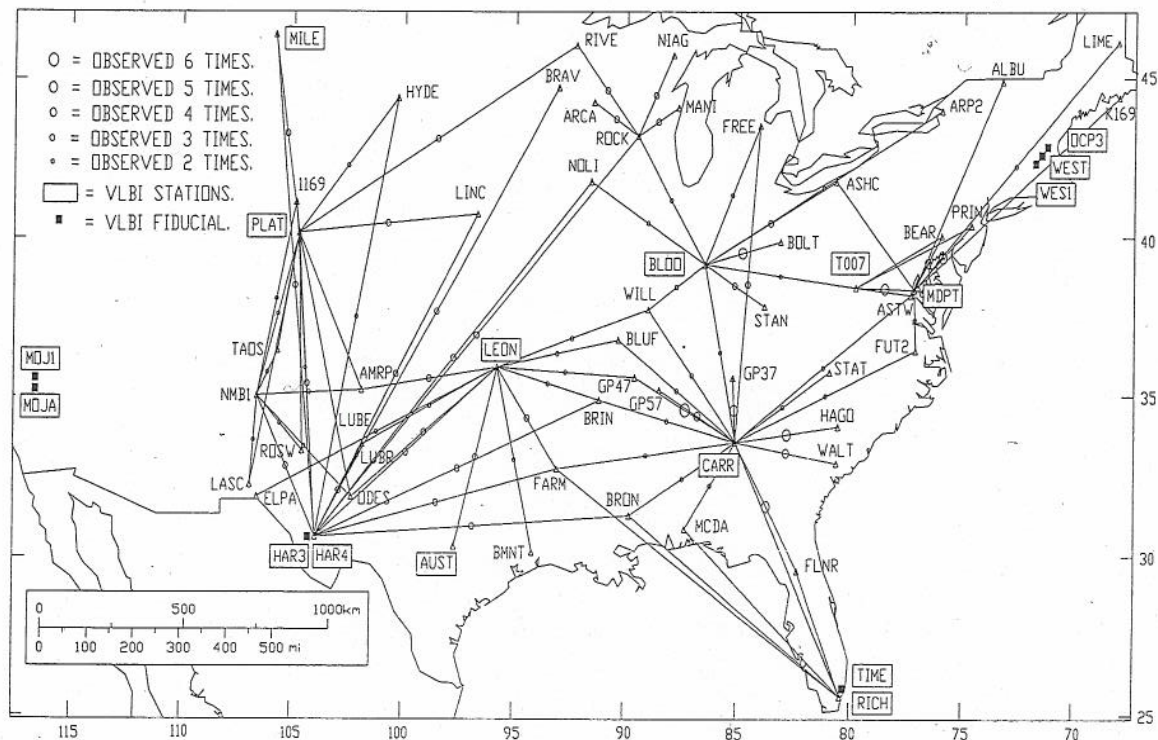 MILE
RIVE
NIAG
LIME
O = OBSERVED 6 TIMES.
O = OBSERVED 5 TIMES.
O = OBSERVED 4 TIMES.
o = OBSERVED 3 TIMES.
o = OBSERVED 2 TIMES.
= VLBI STATIONS.
= VLBI FIDUCIAL.
HYDE
BRAV
ALBU
45
ARCA
MANI
ARP2
K169
ROCK
FREE
OCP3
NOLI
WEST
1169
LINC
ASHC
WES1
PLAT
PRIN
BEAR
40
BOLT
BLOO
T007
MDPT
WILL
STAN
ASTW
TAOS
LEON
BLUF
FUT2
MOJ1
AMRP
GP47
GP37
STAT
MOJA
NMBI
GP57
35
LUBE
BRIN
HAGO
ROSW
LUBR
WALT
CARR
LASC
ELPA
ODES
FARM
BRON
MCDA
HAR3
HAR4
AUST
BMNT
30
FLNR
0 500 1000km
0 100 200 300 400 500 mi
TIME
RICH
25
115 110 105 100 95 90 85 80 75 70